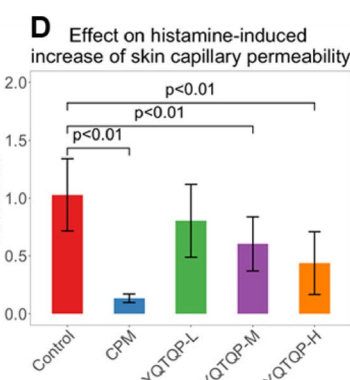 D
Effect on histamine-induced
increase of skin capillary permeability
2.0
p<0.01
p<0.01
1.5
p<0.01
1.0
0.5
0.0
Control
CPM
YQTQP-L
YQTQP-M
YQTQP-H